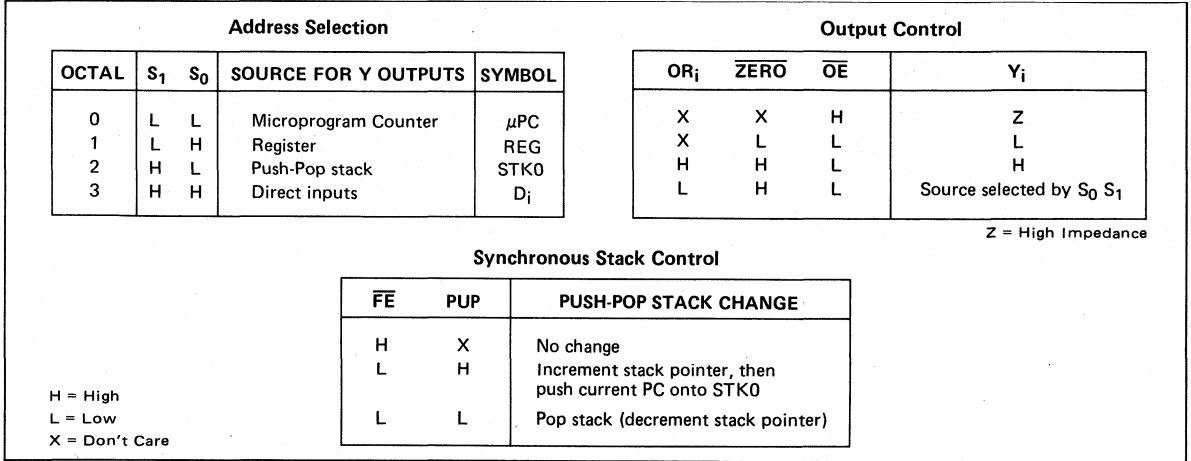 Address Selection
OCTAL S₁ S₀ SOURCE FOR Y OUTPUTS SYMBOL
0 L L Microprogram Counter μPC
1 L H Register REG
2 H L Push-Pop stack STK0
3 H H Direct inputs Dᵢ
Output Control
ORᵢ Z̅E̅R̅O̅ O̅E̅ Yᵢ
X X H Z
X L L L
H H L H
L H L Source selected by S₀ S₁
Z = High Impedance
Synchronous Stack Control
F̅E̅ PUP PUSH-POP STACK CHANGE
H X No change
L H Increment stack pointer, then
push current PC onto STK0
L L Pop stack (decrement stack pointer)
H = High
L = Low
X = Don't Care